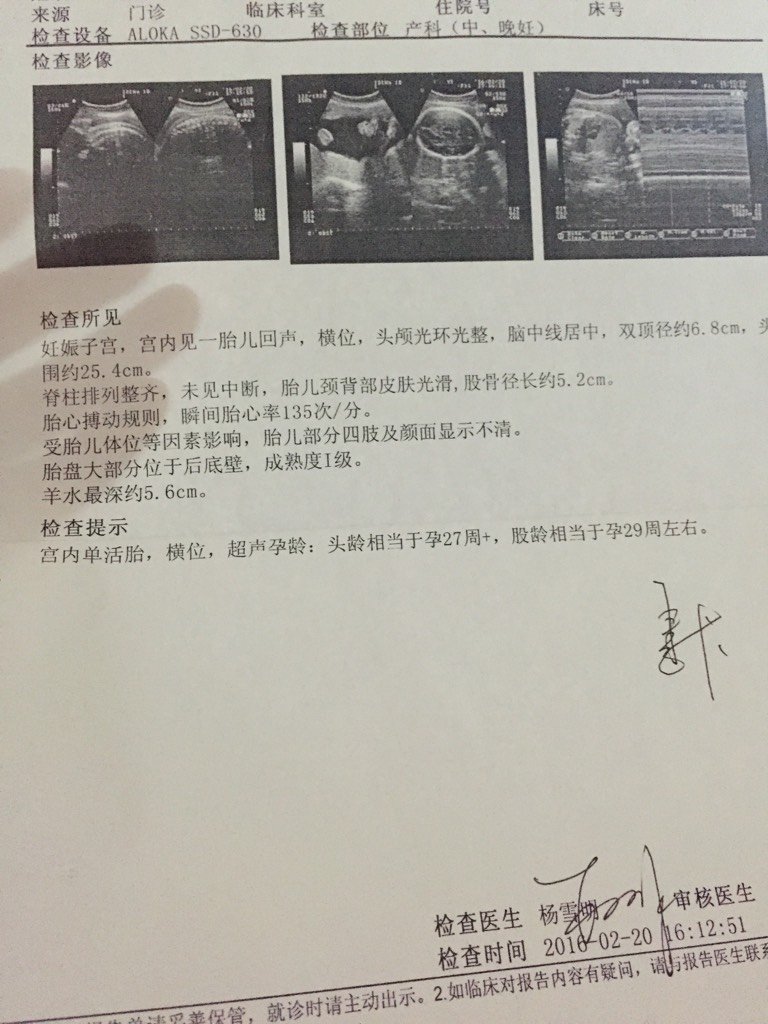 来源 门诊 临床科室 住院号 床号
检查设备 ALOKA SSD-630 检查部位 产科（中、晚妊）
检查影像
检查所见
妊娠子宫，宫内见一胎儿回声，横位，头颅光环光整，脑中线居中，双顶径约6.8cm，头
围约25.4cm。
脊柱排列整齐，未见中断，胎儿颈背部皮肤光滑,股骨径长约5.2cm。
胎心搏动规则，瞬间胎心率135次/分。
受胎儿体位等因素影响，胎儿部分四肢及颜面显示不清。
胎盘大部分位于后底壁，成熟度I级。
羊水最深约5.6cm。
检查提示
宫内单活胎，横位，超声孕龄：头龄相当于孕27周+，股龄相当于孕29周左右。
检查医生 杨雪 审核医生
检查时间 2016-02-20 16:12:51
请妥善保管，就诊时请主动出示。2.如临床对报告内容有疑问，请与报告医生联系